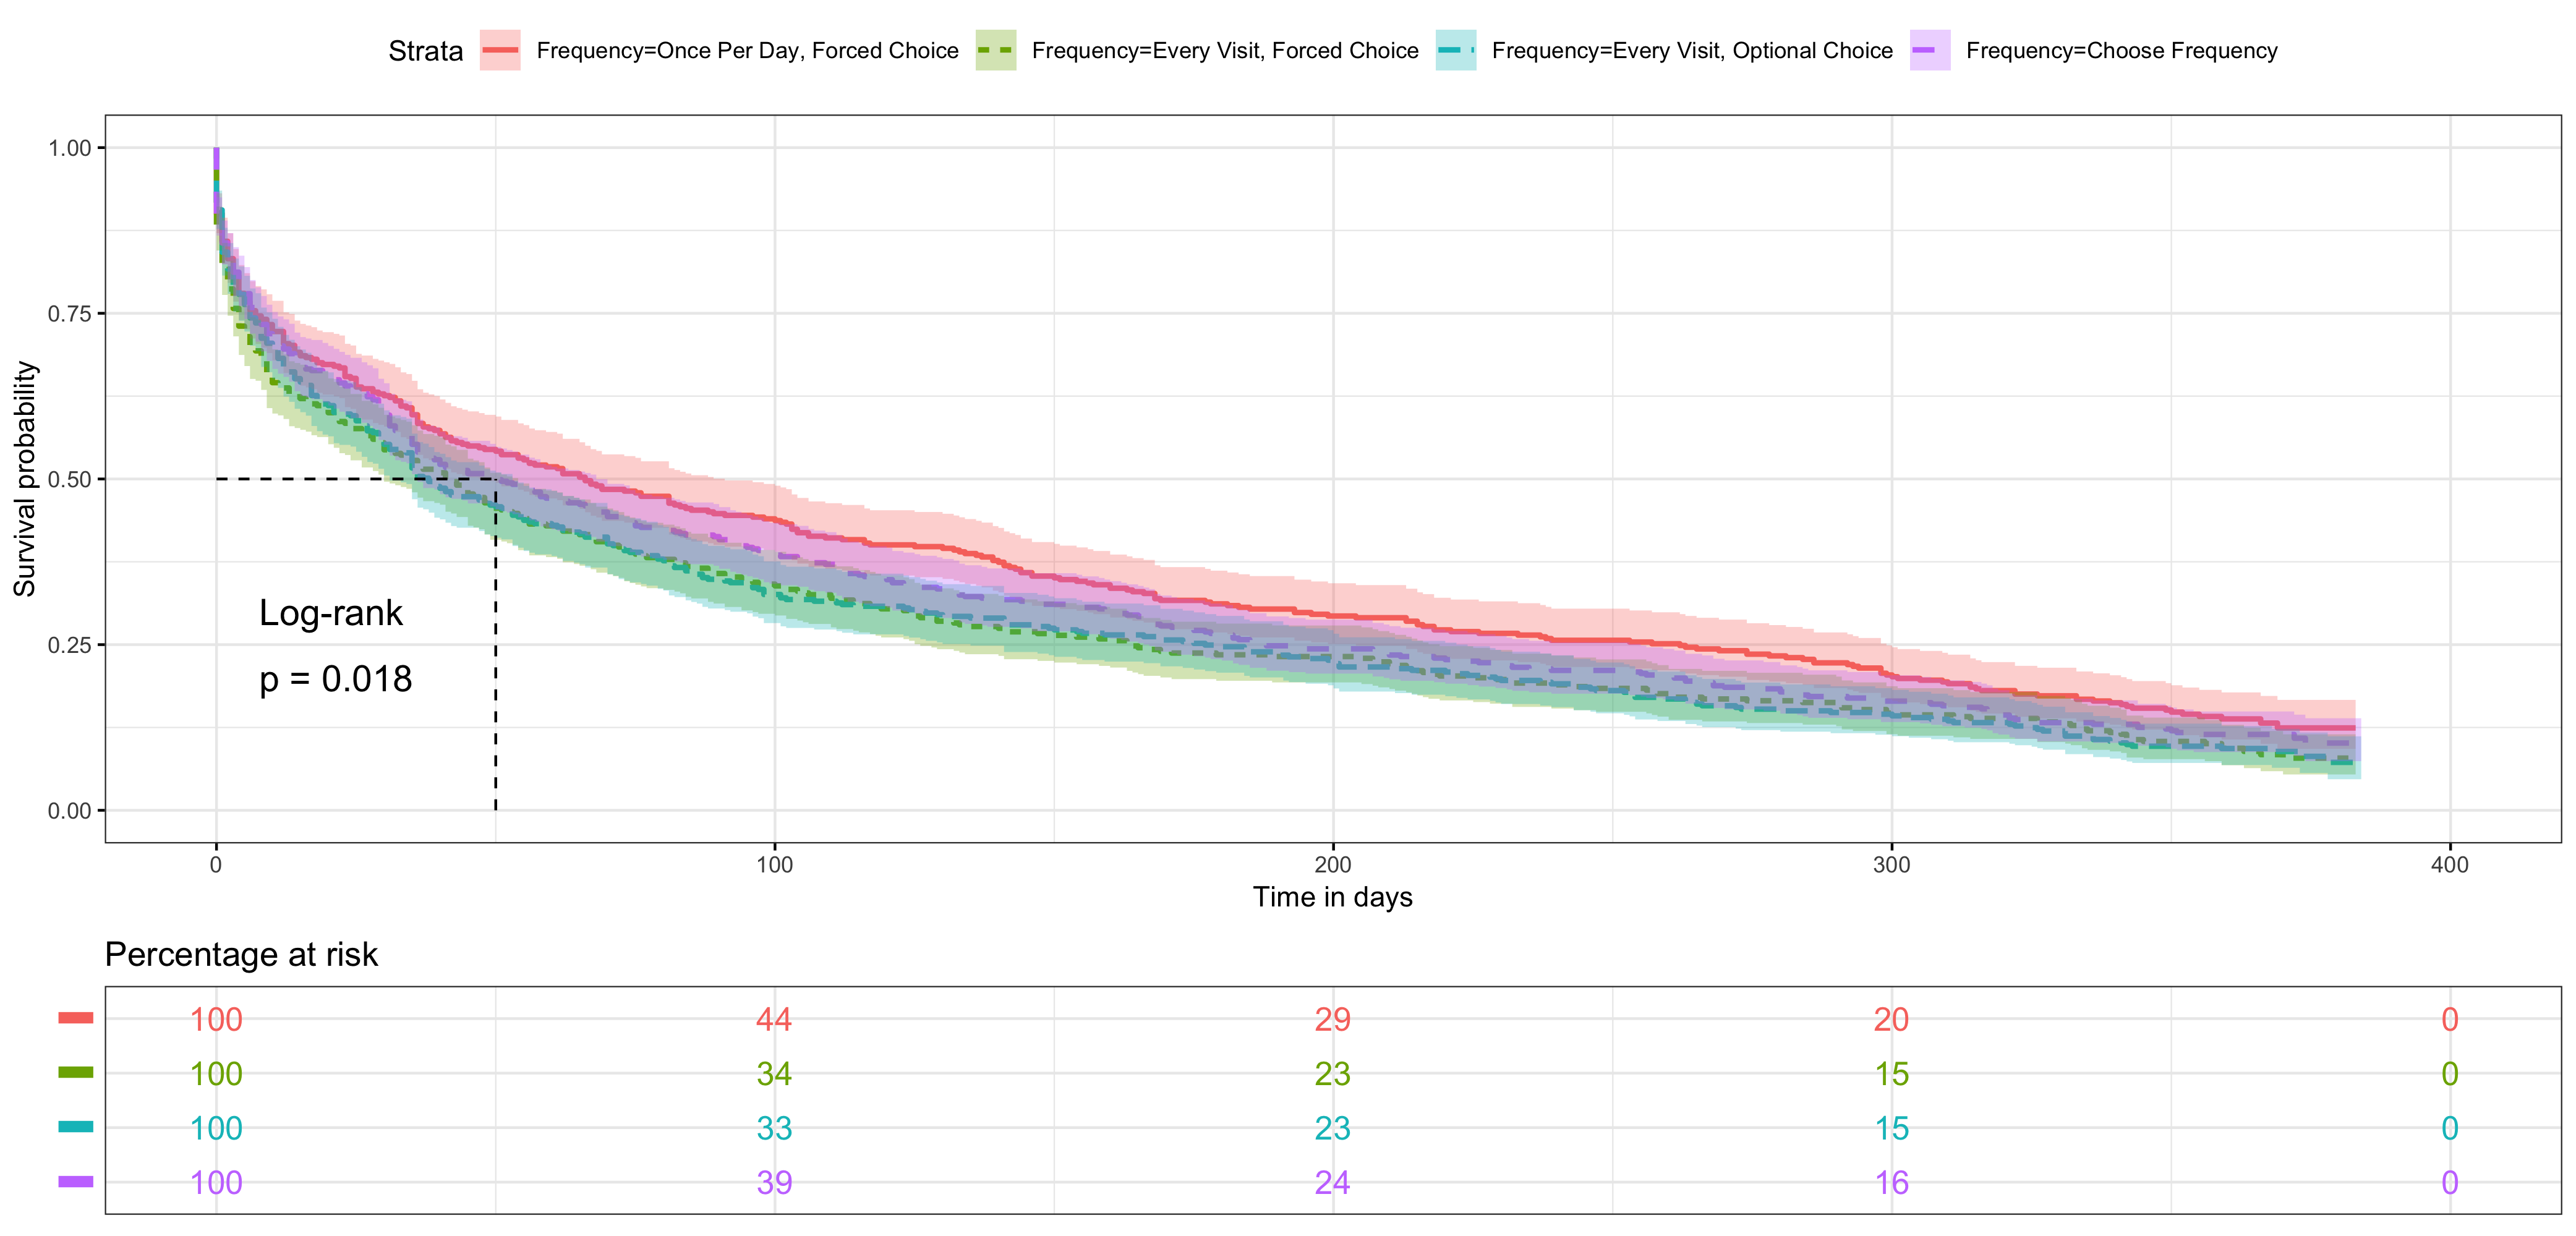 Strata Frequency=Once Per Day, Forced Choice Frequency=Every Visit, Forced Choice Frequency=Every Visit, Optional Choice Frequency=Choose Frequency
Survival probability
1.00
0.75
0.50
0.25
0.00
Log-rank
p = 0.018
0 100 200 300 400
Time in days
Percentage at risk
100 44 29 20 0
100 34 23 15 0
100 33 23 15 0
100 39 24 16 0